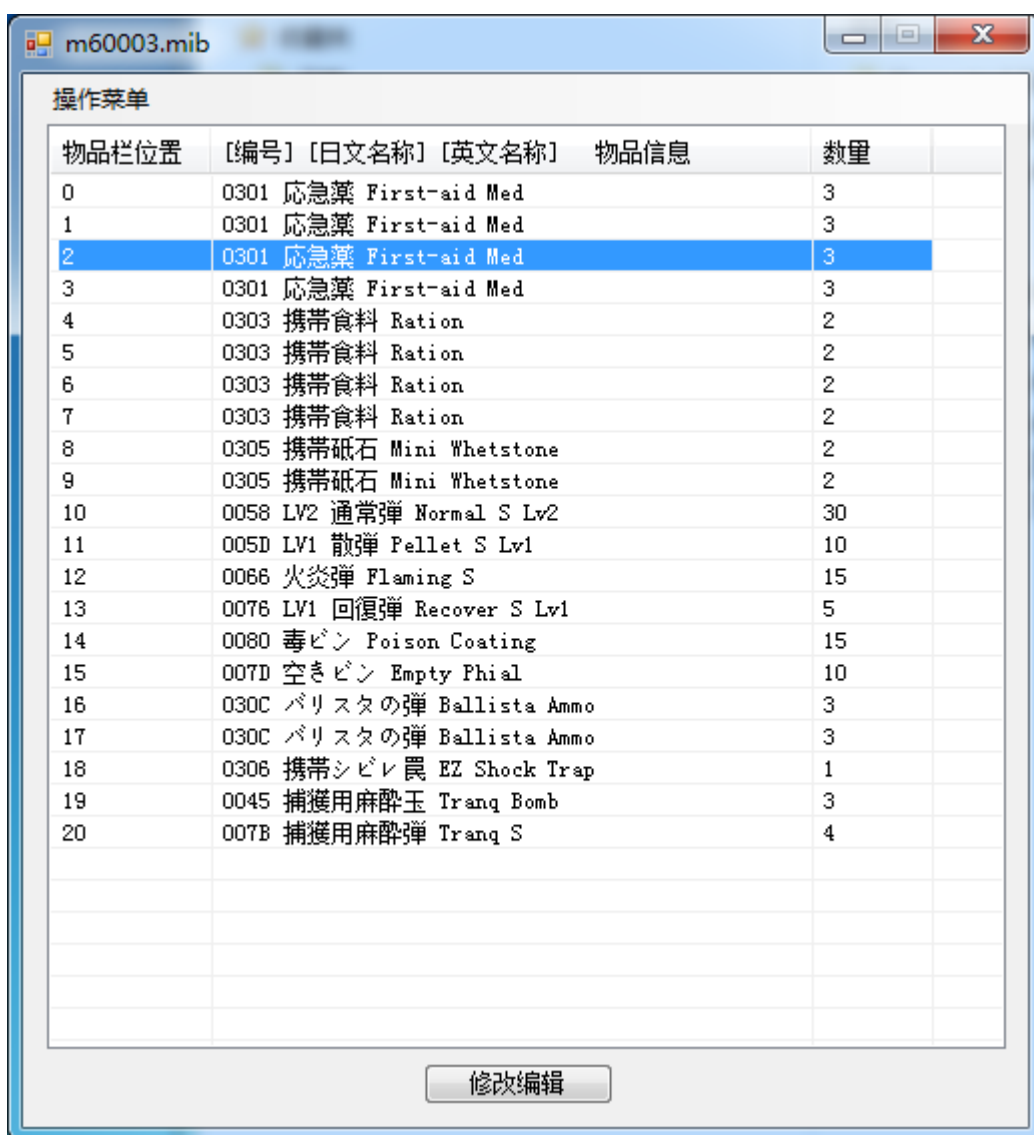 m60003.mib
操作菜单
物品栏位置 [编号] [日文名称] [英文名称] 物品信息 数量
0 0301 応急薬 First-aid Med 3
1 0301 応急薬 First-aid Med 3
2 0301 応急薬 First-aid Med 3
3 0301 応急薬 First-aid Med 3
4 0303 携帯食料 Ration 2
5 0303 携帯食料 Ration 2
6 0303 携帯食料 Ration 2
7 0303 携帯食料 Ration 2
8 0305 携帯砥石 Mini Whetstone 2
9 0305 携帯砥石 Mini Whetstone 2
10 0058 LV2 通常弾 Normal S Lv2 30
11 005D LV1 散弾 Pellet S Lv1 10
12 0066 火炎弾 Flaming S 15
13 0076 LV1 回復弾 Recover S Lv1 5
14 0080 毒ビン Poison Coating 15
15 007D 空きビン Empty Phial 10
16 030C バリスタの弾 Ballista Ammo 3
17 030C バリスタの弾 Ballista Ammo 3
18 0306 携帯シビレ罠 EZ Shock Trap 1
19 0045 捕獲用麻酔玉 Tranq Bomb 3
20 007B 捕獲用麻酔弾 Tranq S 4
修改编辑